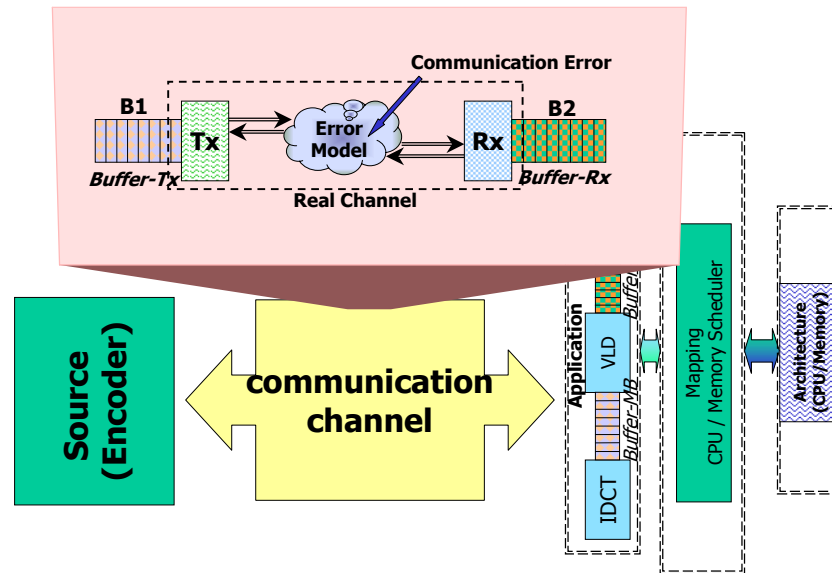 Communication Error
B1
B2
Tx
Error
Model
Rx
Buffer-Tx
Buffer-Rx
Real Channel
Source
(Encoder)
communication
channel
Application
VLD
Buffer-MB
IDCT
Mapping
CPU / Memory Scheduler
Architecture
(CPU/Memory)